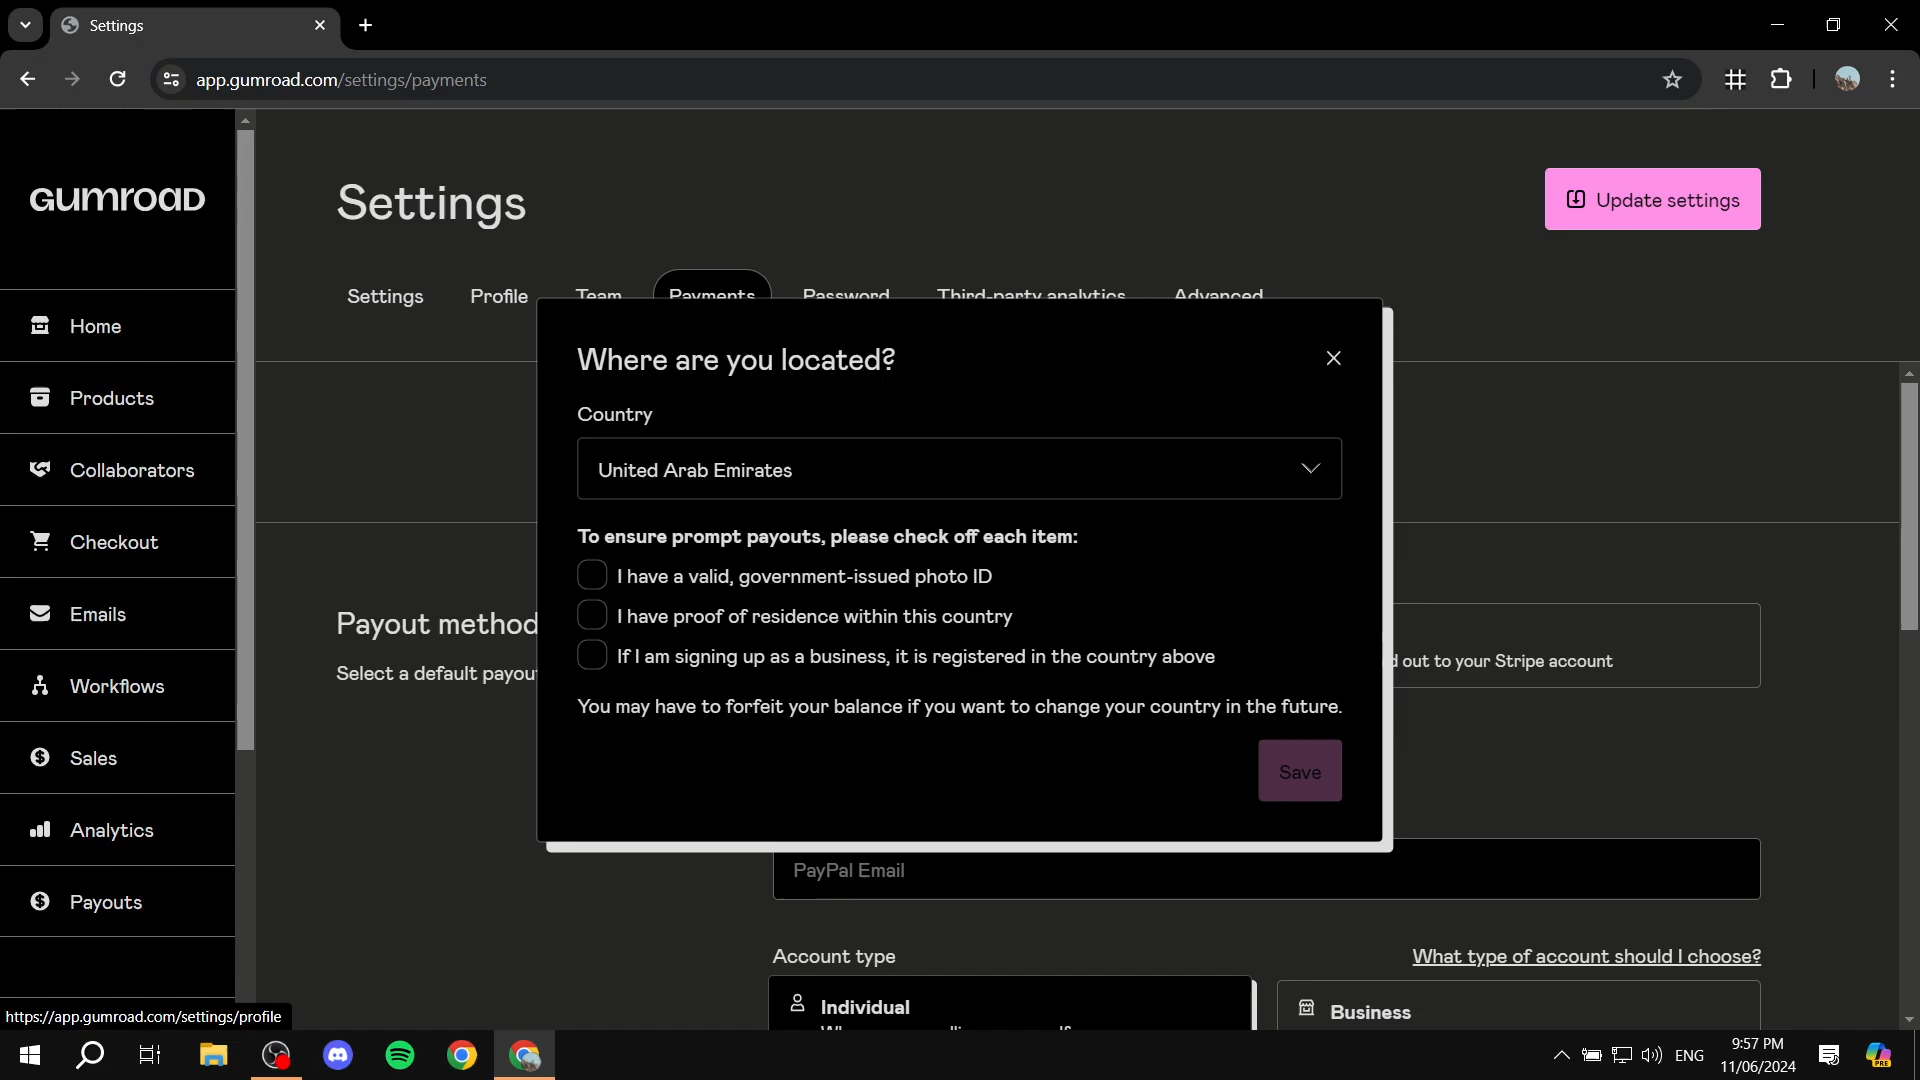 Settings
app.gumroad.com/settings/payments
GUMROAD
Home
Products
Collaborators
Checkout
Emails
Workflows
Sales
Analytics
Payouts
https://app.gumroad.com/settings/profile
Settings
Update settings
Settings Profile Team Payments Password Third-party analytics Advanced
Where are you located?
Country
United Arab Emirates
To ensure prompt payouts, please check off each item:
I have a valid, government-issued photo ID
I have proof of residence within this country
If I am signing up as a business, it is registered in the country above
You may have to forfeit your balance if you want to change your country in the future.
Save
Payout method
Select a default payou
d out to your Stripe account
PayPal Email
Account type
What type of account should I choose?
Individual
Business
ENG
9:57 PM
11/06/2024
PRE